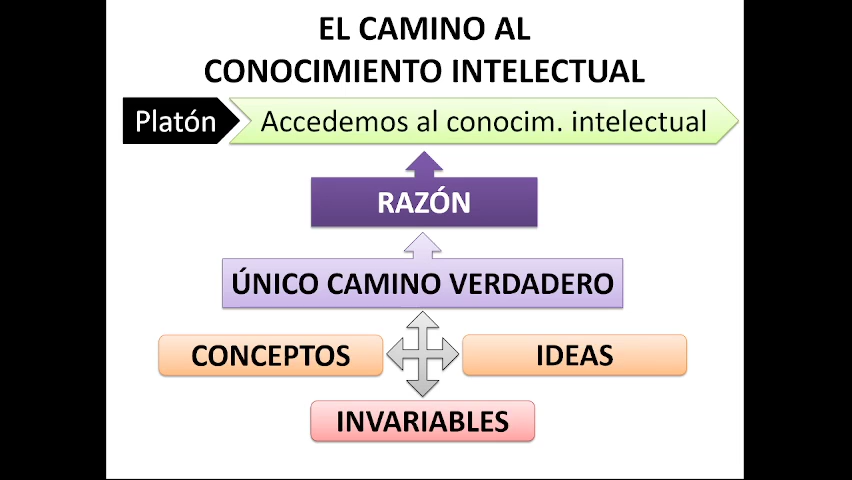 EL CAMINO AL
CONOCIMIENTO INTELECTUAL
Platón
Accedemos al conocim. intelectual
RAZÓN
ÚNICO CAMINO VERDADERO
CONCEPTOS
IDEAS
INVARIABLES